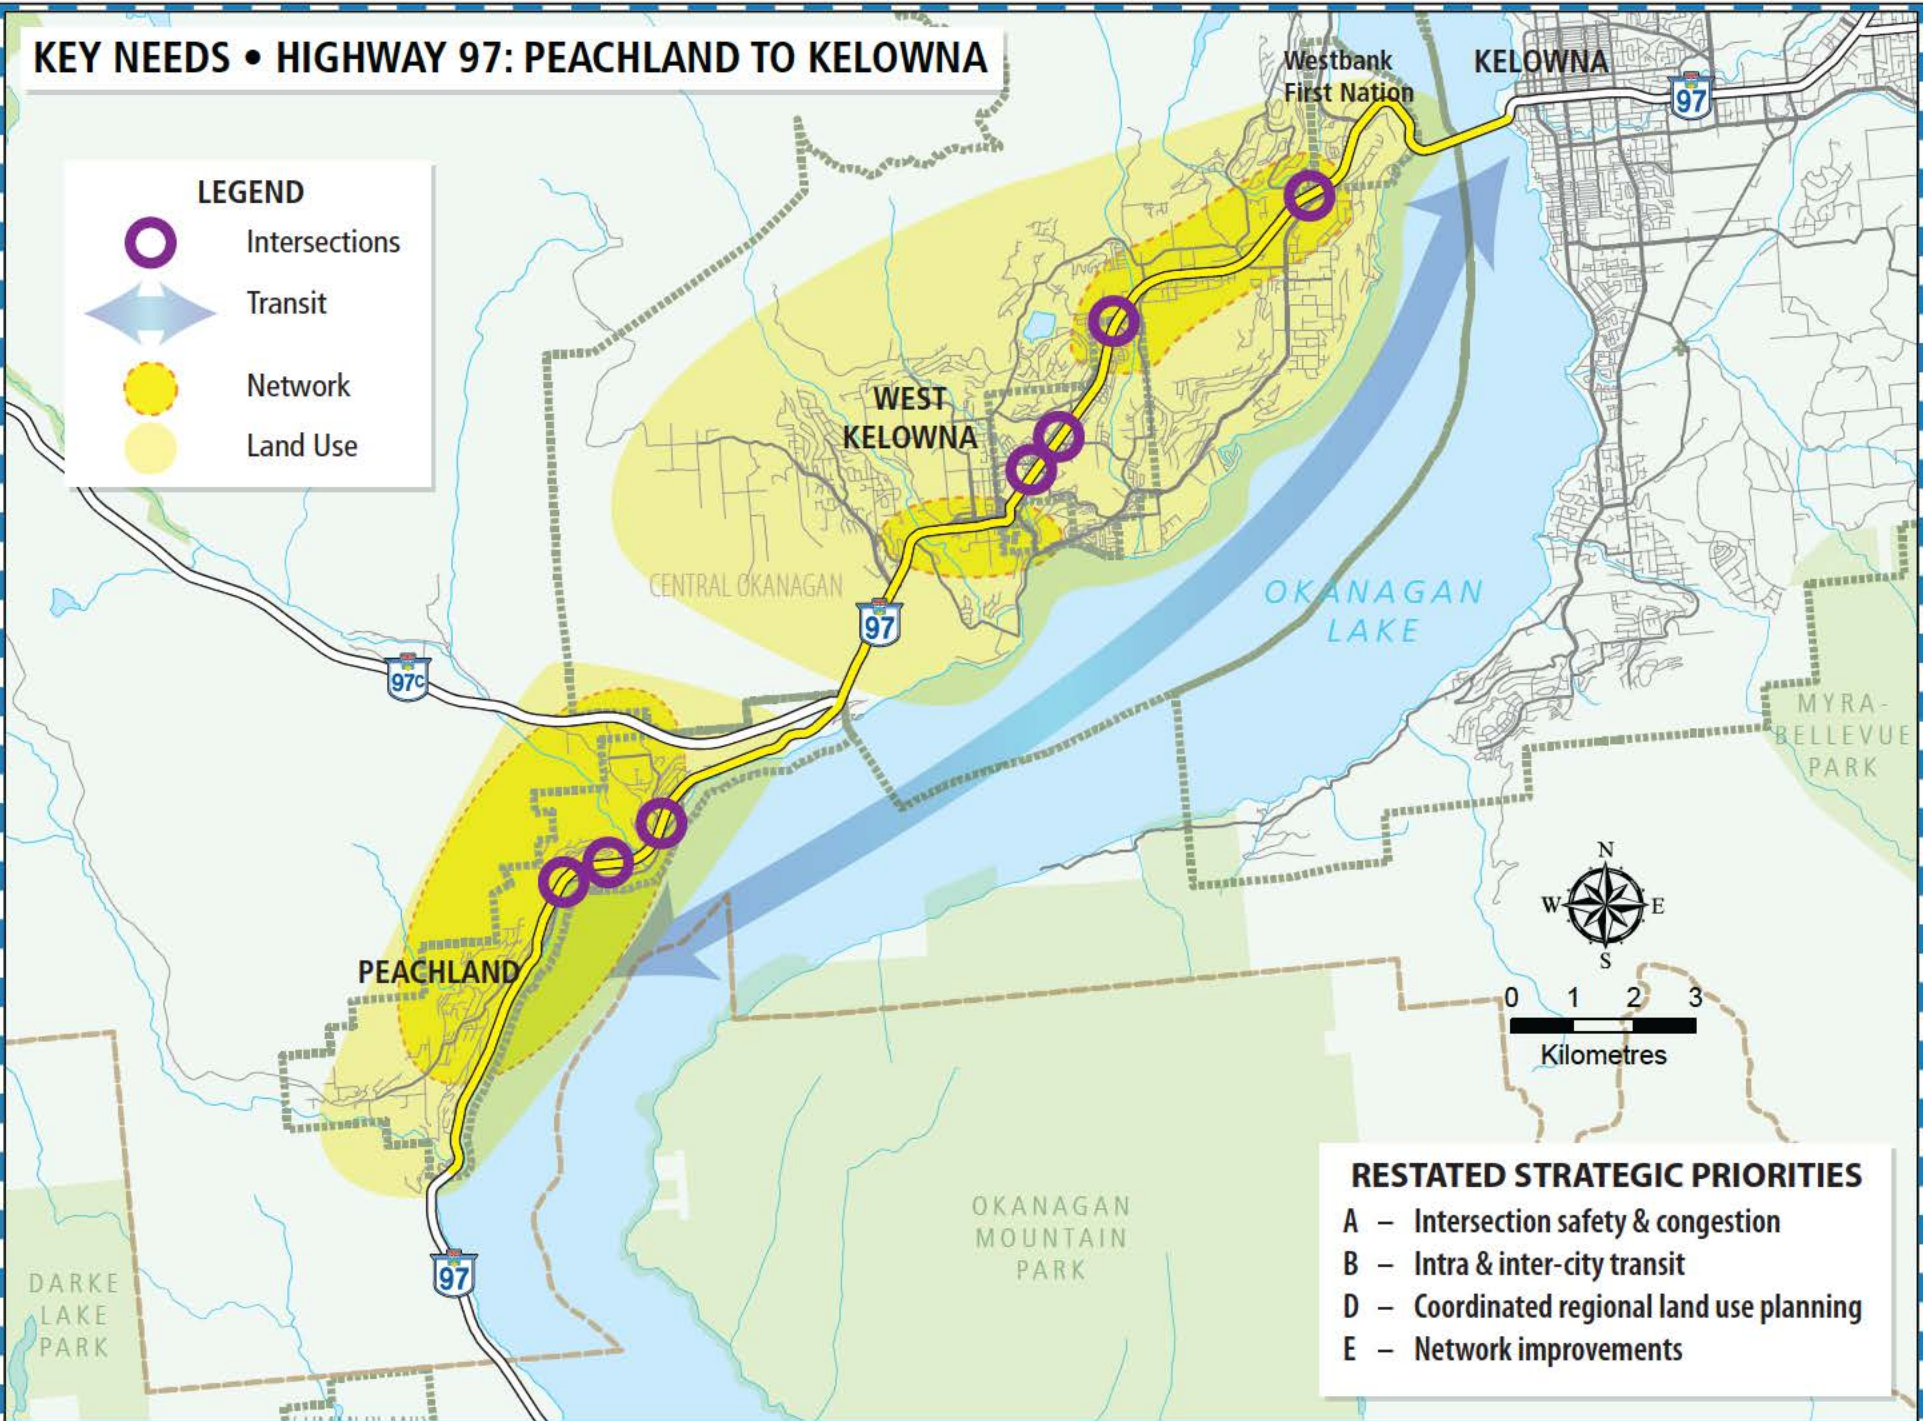 KEY NEEDS • HIGHWAY 97: PEACHLAND TO KELOWNA
Westbank
First Nation
KELOWNA
97
LEGEND
Intersections
Transit
Network
Land Use
WEST
KELOWNA
CENTRAL OKANAGAN
97
97C
OKANAGAN
LAKE
MYRA-
BELLEVUE
PARK
PEACHLAND
N
W E
S
0 1 2 3
Kilometres
OKANAGAN
MOUNTAIN
PARK
97
DARKE
LAKE
PARK
RESTATED STRATEGIC PRIORITIES
A – Intersection safety & congestion
B – Intra & inter-city transit
D – Coordinated regional land use planning
E – Network improvements